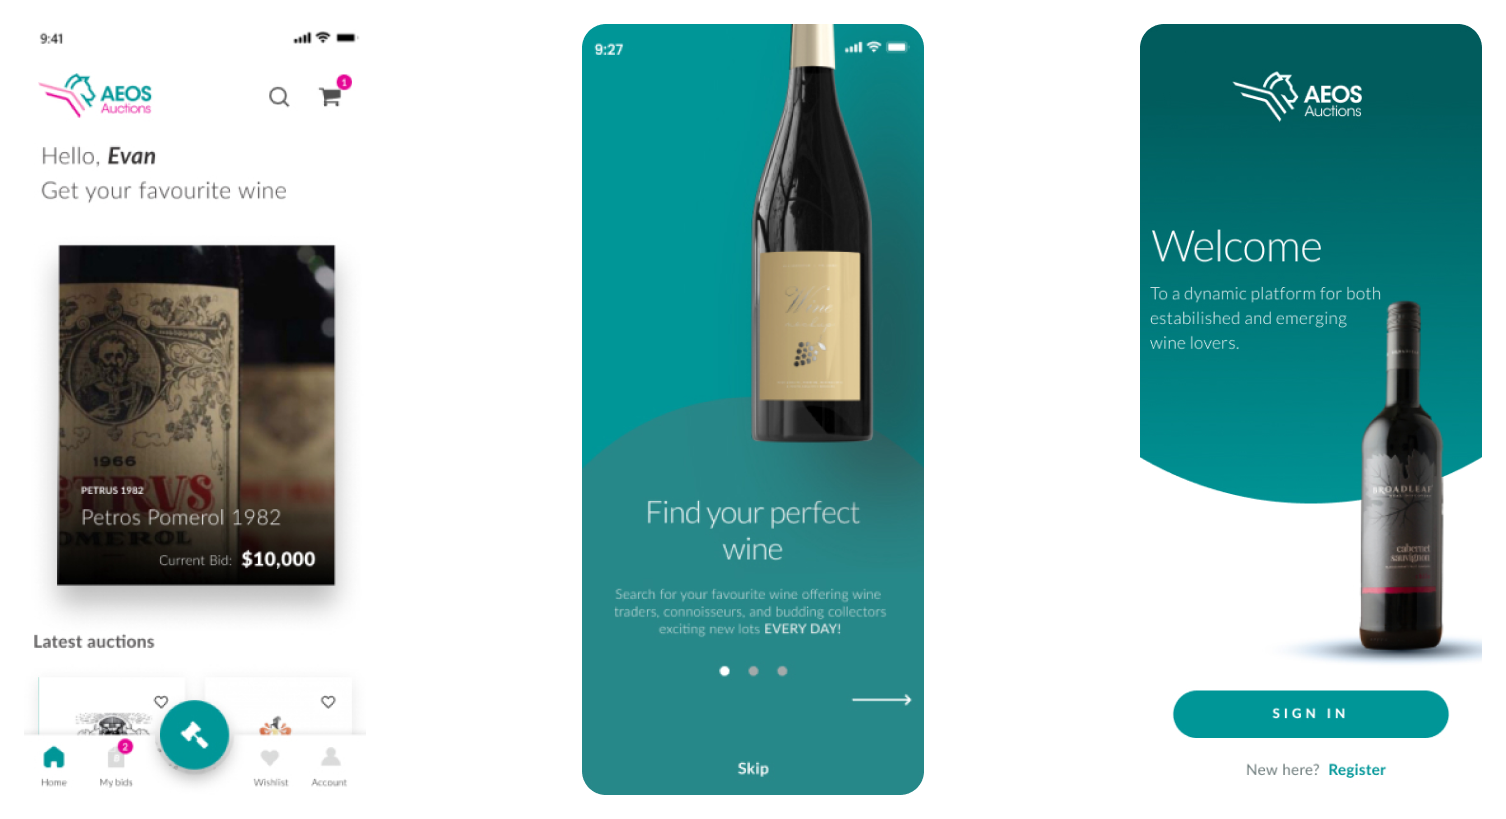 9:41
AEOS
Auctions
1
Hello, Evan
Get your favourite wine
1966
PETRVS
POMEROL
PETRUS 1982
Petros Pomerol 1982
Current Bid: $10,000
Latest auctions
2
Home
My bids
Wishlist
Account
9:27
Wine
Find your perfect
wine
Search for your favourite wine offering wine
traders, connoisseurs, and budding collectors
exciting new lots EVERY DAY!
Skip
AEOS
Auctions
Welcome
To a dynamic platform for both
estabilished and emerging
wine lovers.
BROADLEAF
cabernet
sauvignon
SIGN IN
New here? Register